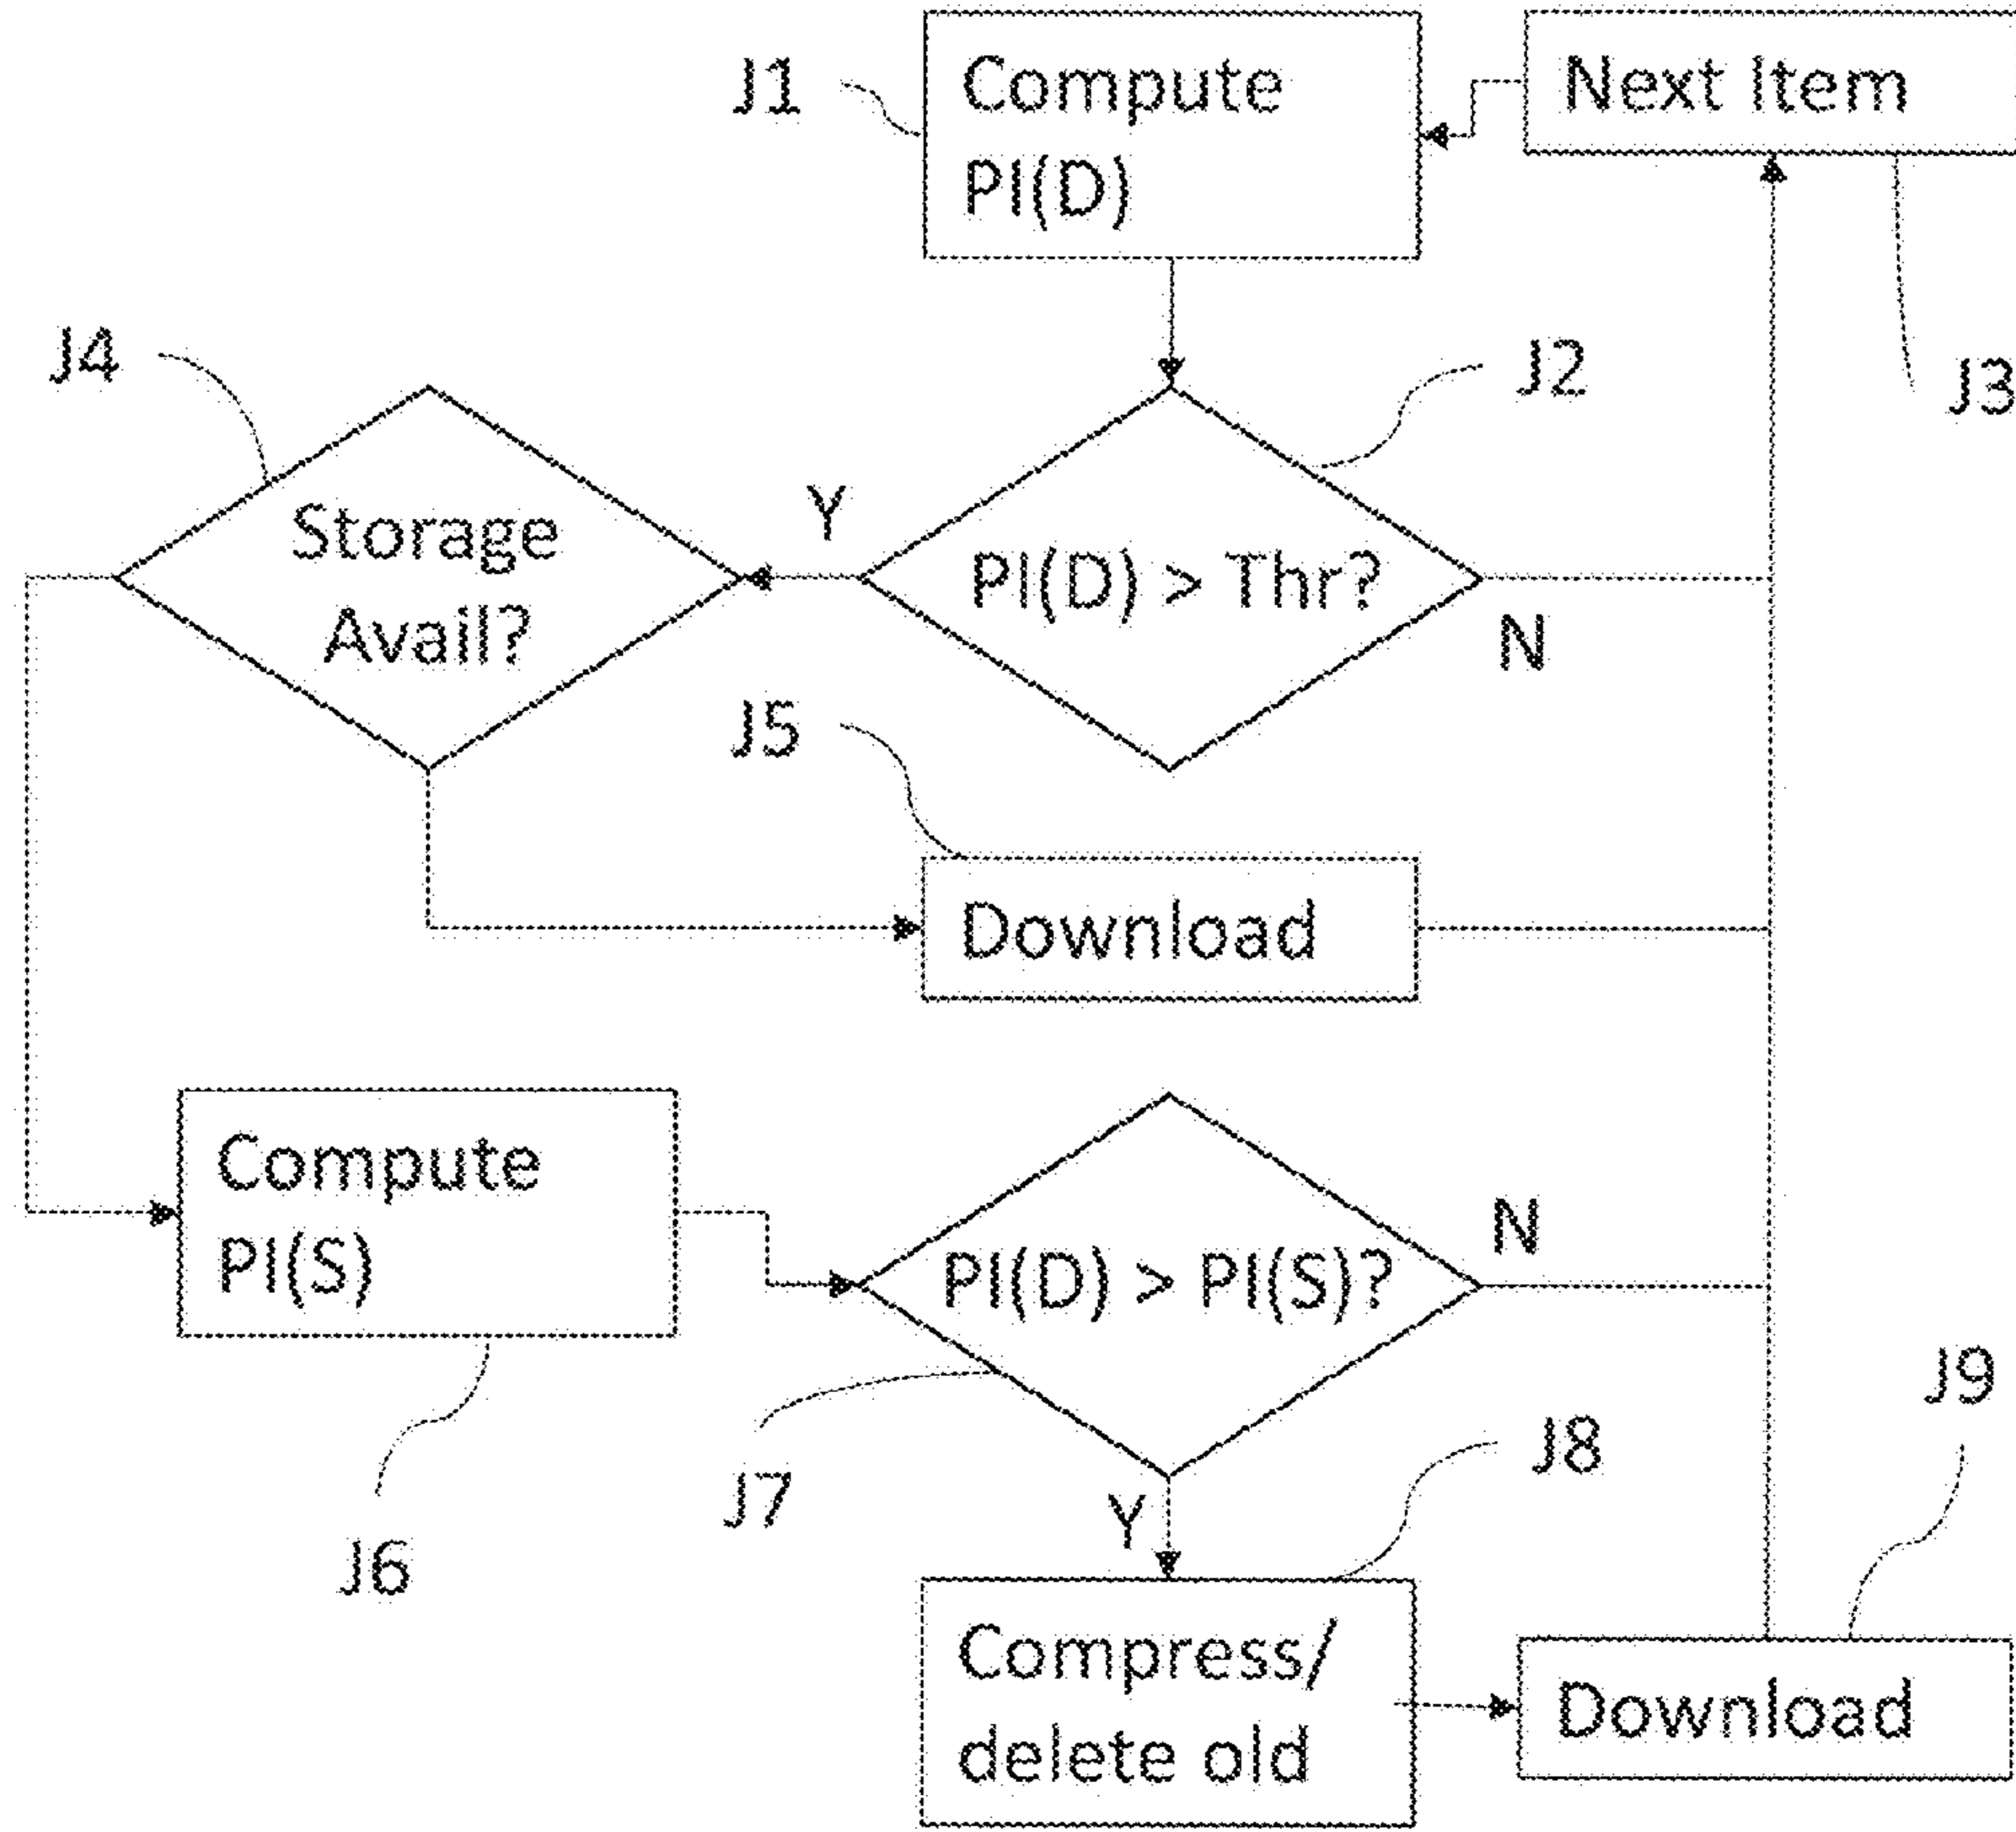 J1
Compute
PI(D)
Next Item
J3
J4
J2
Storage
Avail?
Y
PI(D) > Thr?
N
J5
Download
Compute
PI(S)
J6
PI(D) > PI(S)?
N
J7
Y
J8
J9
Compress/
delete old
Download